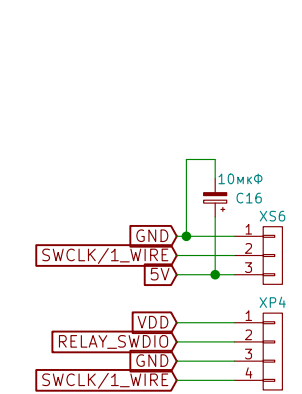 10мкФ
C16
+
XS6
GND 1
SWCLK/1_WIRE 2
5V 3
XP4
VDD 1
RELAY_SWDIO 2
GND 3
SWCLK/1_WIRE 4